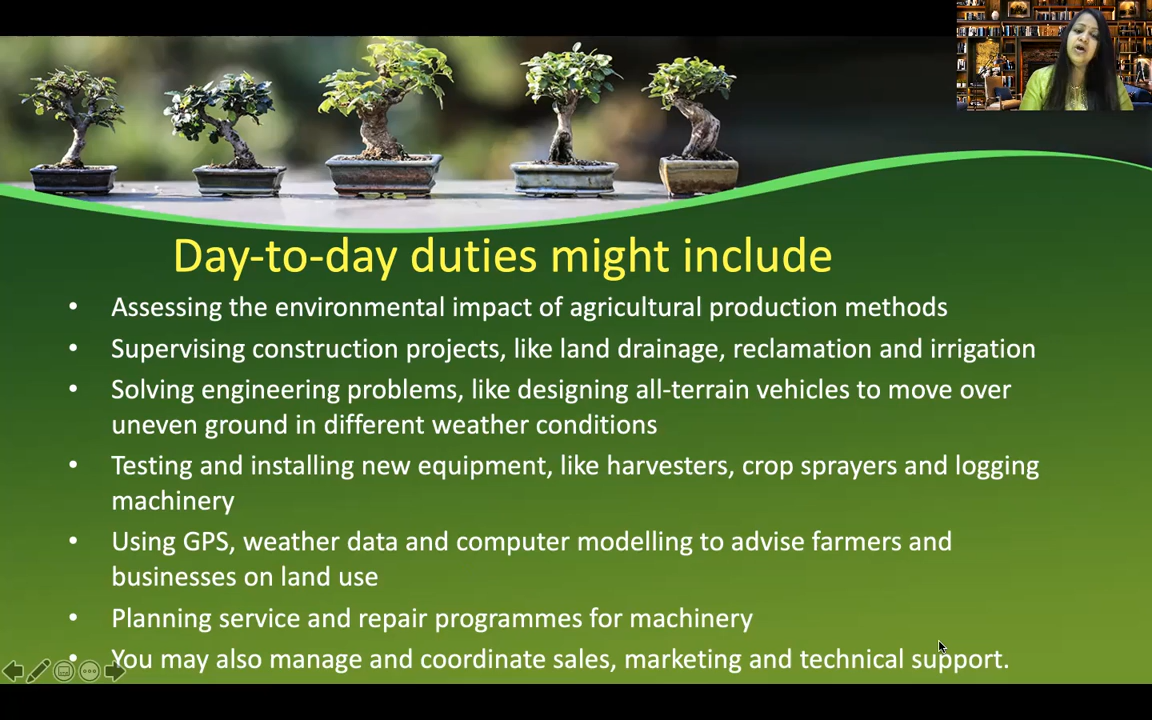 Day-to-day duties might include
• Assessing the environmental impact of agricultural production methods
• Supervising construction projects, like land drainage, reclamation and irrigation
• Solving engineering problems, like designing all-terrain vehicles to move over
uneven ground in different weather conditions
• Testing and installing new equipment, like harvesters, crop sprayers and logging
machinery
• Using GPS, weather data and computer modelling to advise farmers and
businesses on land use
• Planning service and repair programmes for machinery
• You may also manage and coordinate sales, marketing and technical support.